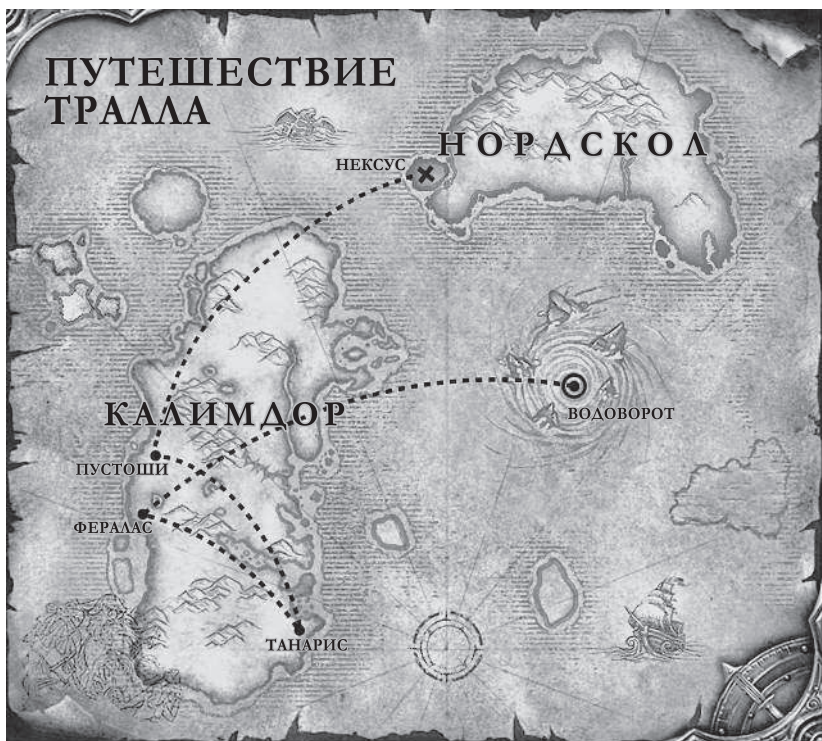 ПУТЕШЕСТВИЕ
ТРАЛЛА
НОРДСКОЛ
НЕКСУС
КАЛИМДОР
ВОДОВОРОТ
ПУСТОШИ
ФЕРАЛАС
ТАНАРИС